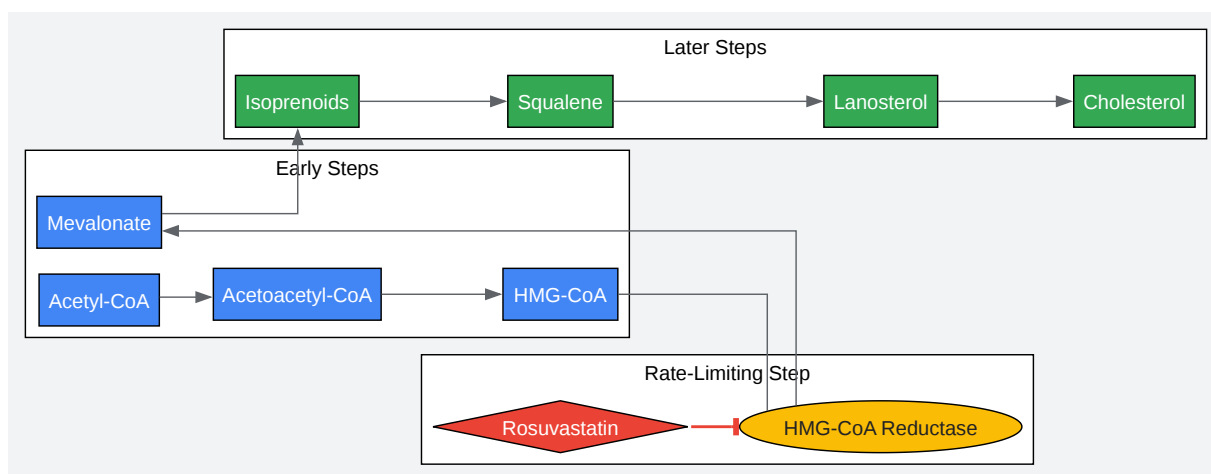 Later Steps
Isoprenoids
Squalene
Lanosterol
Cholesterol
Early Steps
Mevalonate
Acetyl-CoA
Acetoacetyl-CoA
HMG-CoA
Rate-Limiting Step
Rosuvastatin
HMG-CoA Reductase